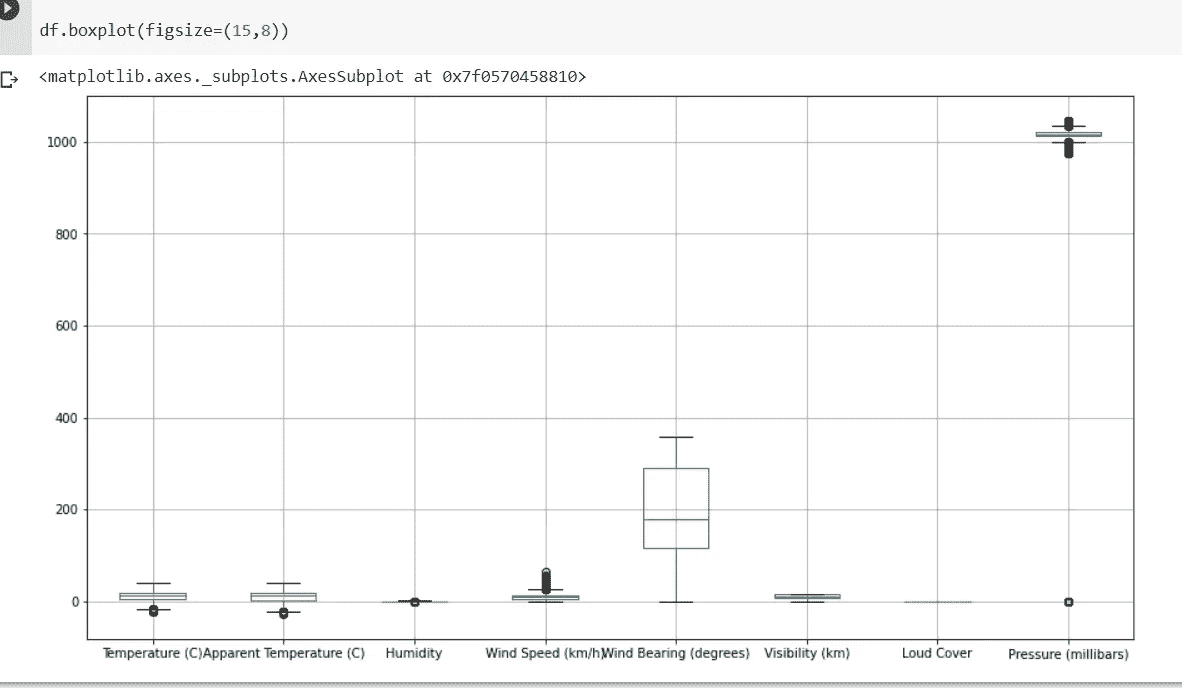 df.boxplot(figsize=(15,8))
<matplotlib.axes._subplots.AxesSubplot at 0x7f0570458810>
1000
800
600
400
200
0
Temperature (C) Apparent Temperature (C) Humidity Wind Speed (km/h) Wind Bearing (degrees) Visibility (km) Loud Cover Pressure (millibars)